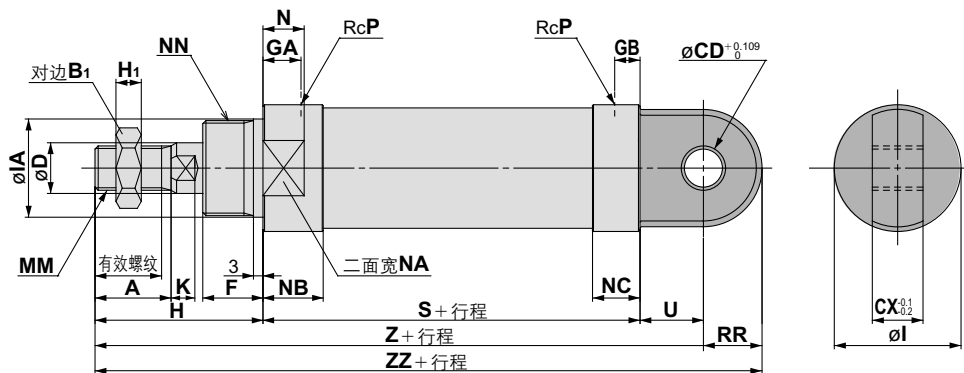 N
GA
RcP
RcP
GB
øCD +0.109 0
NN
对边B1
H1
øIA
øD
MM
有效螺纹
3
二面宽NA
A
K
F
NB
NC
H
S+行程
U
CX -0.1 -0.2
Z+行程
RR
øI
ZZ+行程